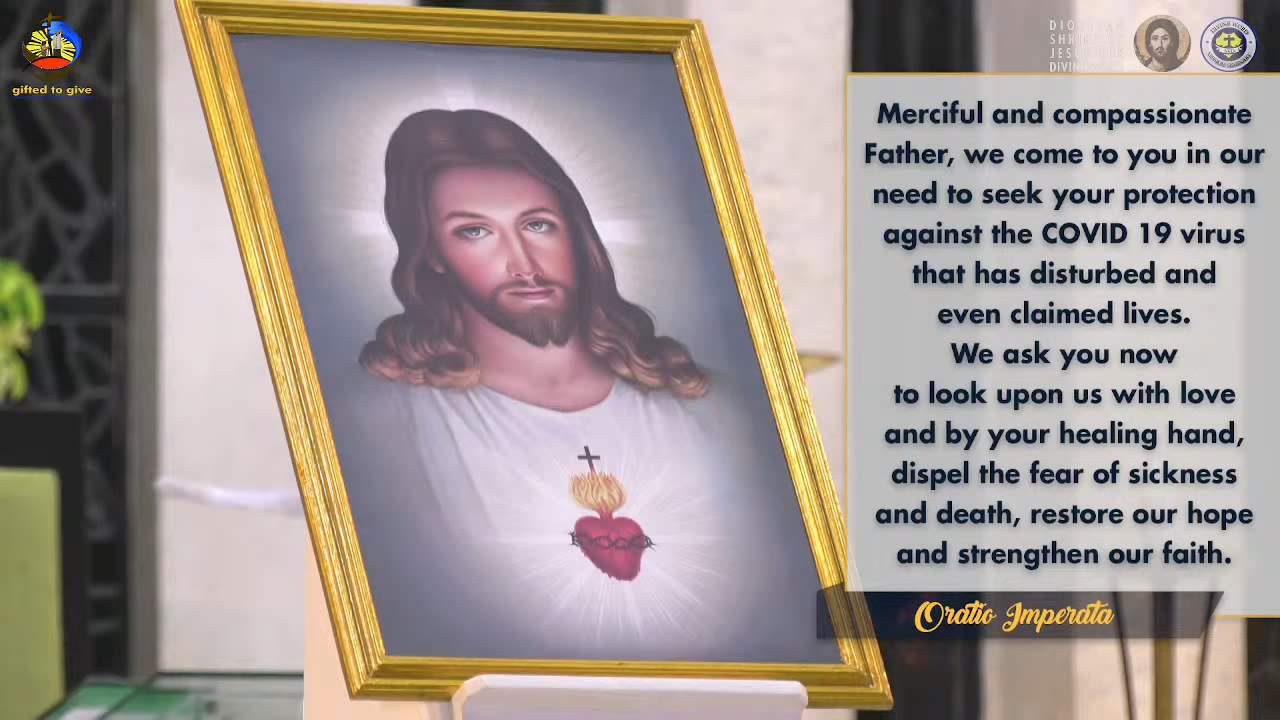 gifted to give
Merciful and compassionate
Father, we come to you in our
need to seek your protection
against the COVID 19 virus
that has disturbed and
even claimed lives.
We ask you now
to look upon us with love
and by your healing hand,
dispel the fear of sickness
and death, restore our hope
and strengthen our faith.
Oratio Imperata